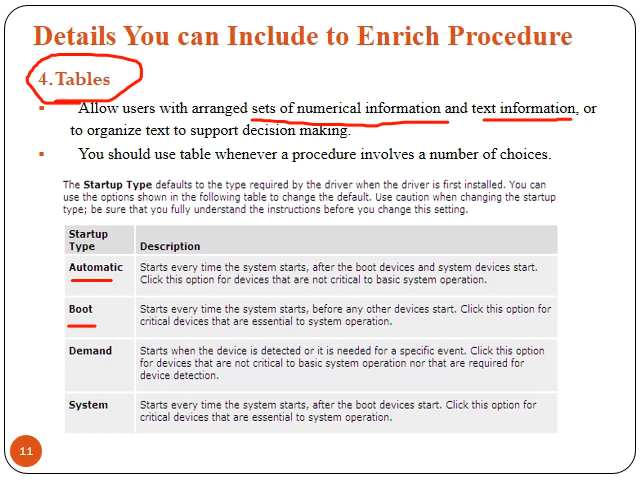 Details You can Include to Enrich Procedure
4. Tables
Allow users with arranged sets of numerical information and text information, or
to organize text to support decision making.
You should use table whenever a procedure involves a number of choices.
The Startup Type defaults to the type required by the driver when the driver is first installed. You can
use the options shown in the following table to change the default. Use caution when changing the startup
type; be sure that you fully understand the instructions before you change this setting.
Startup
Type
Description
Automatic
Starts every time the system starts, after the boot devices and system devices start.
Click this option for devices that are not critical to basic system operation.
Boot
Starts every time the system starts, before any other devices start. Click this option for
critical devices that are essential to system operation.
Demand
Starts when the device is detected or it is needed for a specific event. Click this option
for devices that are not critical to basic system operation nor that are required for
device detection.
System
Starts every time the system starts, after the boot devices start. Click this option for
critical devices that are essential to system operation.
11